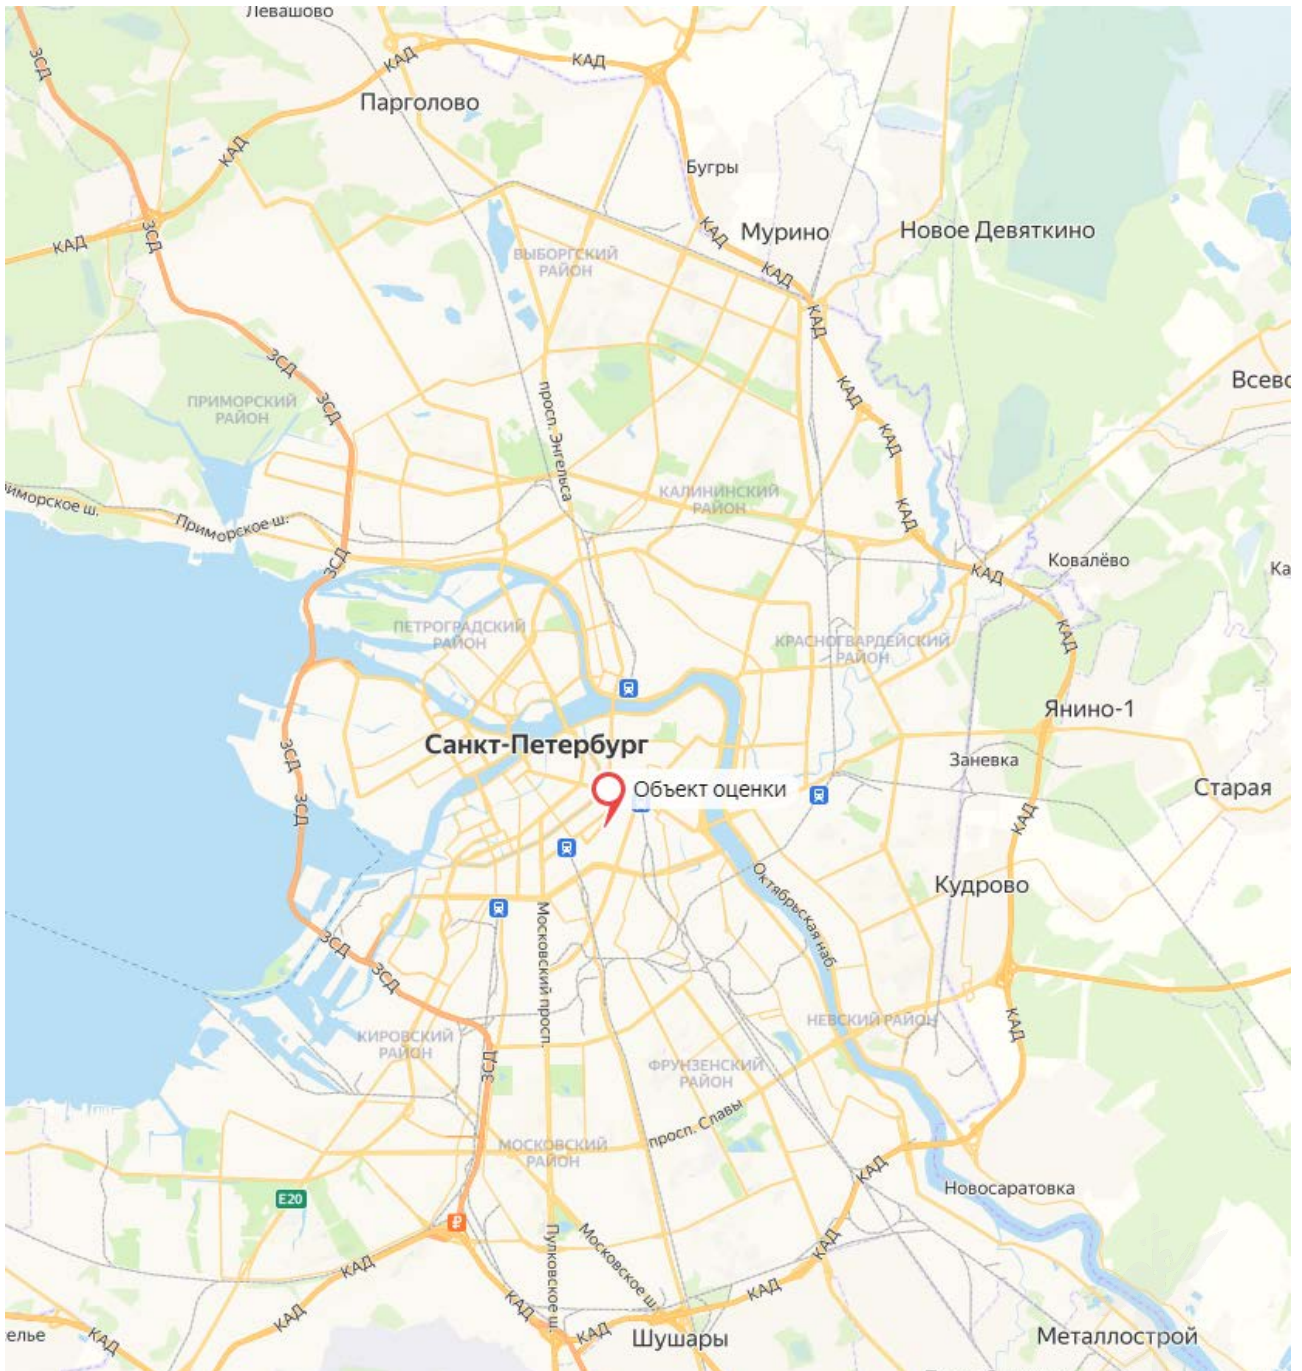 Левашово
ЗСД
КАД
КАД
Парголово
КАД
Бугры
ЗСД
КАД
КАД
Мурино
Новое Девяткино
ВЫБОРГСКИЙ
РАЙОН
КАД
КАД
ЗСД
Всево
КАД
ПРИМОРСКИЙ
РАЙОН
ЗСД
просп. Энгельса
КАД
КАЛИНИНСКИЙ
РАЙОН
иморское ш.
Приморское ш.
КАД
ЗСД
КАД
Ковалёво
Ка
ПЕТРОГРАДСКИЙ
РАЙОН
КРАСНОГВАРДЕЙСКИЙ
РАЙОН
КАД
Янино-1
Санкт-Петербург
ЗСД
Заневка
Объект оценки
Старая
ЗСД
КАД
Кудрово
Октябрьская наб.
Московский просп.
ЗСД
ЗСД
НЕВСКИЙ РАЙОН
КАД
КИРОВСКИЙ
РАЙОН
ЗСД
ФРУНЗЕНСКИЙ
РАЙОН
просп. Славы
МОСКОВСКИЙ
РАЙОН
КАД
E20
Новосаратовка
₽
Пулковское ш.
Московское ш.
КАД
КАД
КАД
КАД
КАД
КАД
КАД
елье
Шушары
Металлострой